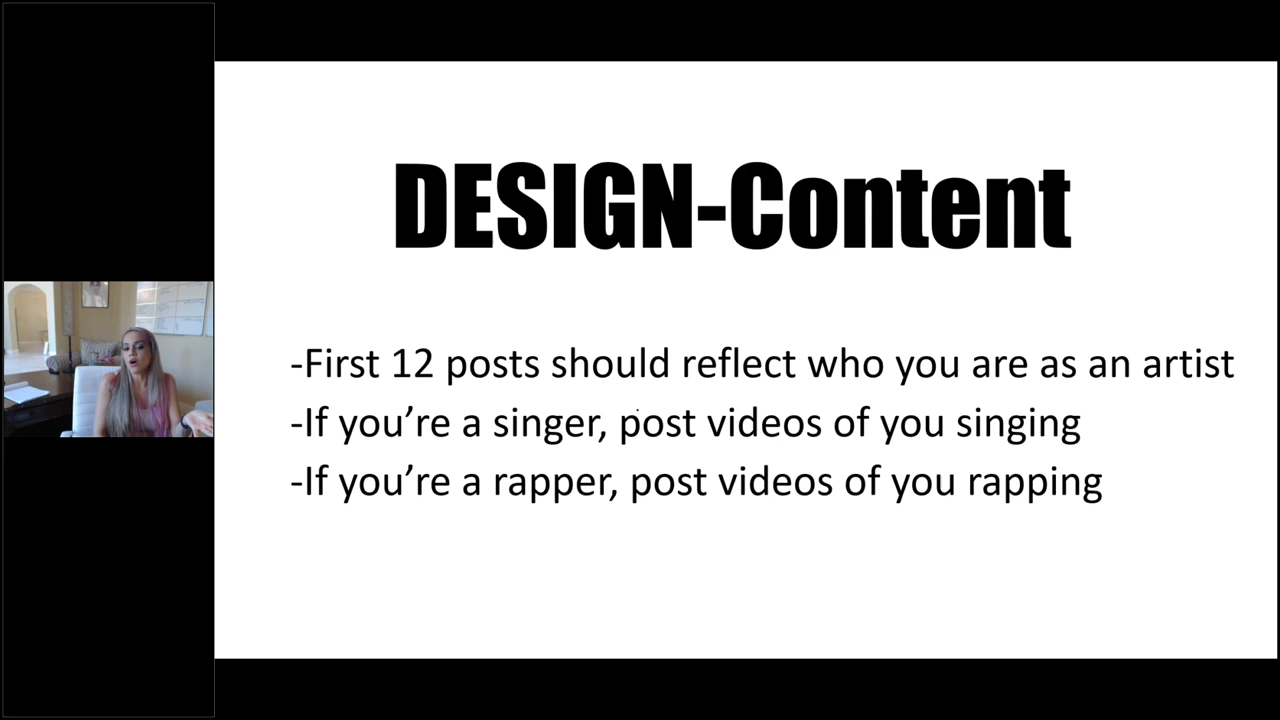 DESIGN-Content
-First 12 posts should reflect who you are as an artist
-If you’re a singer, post videos of you singing
-If you’re a rapper, post videos of you rapping